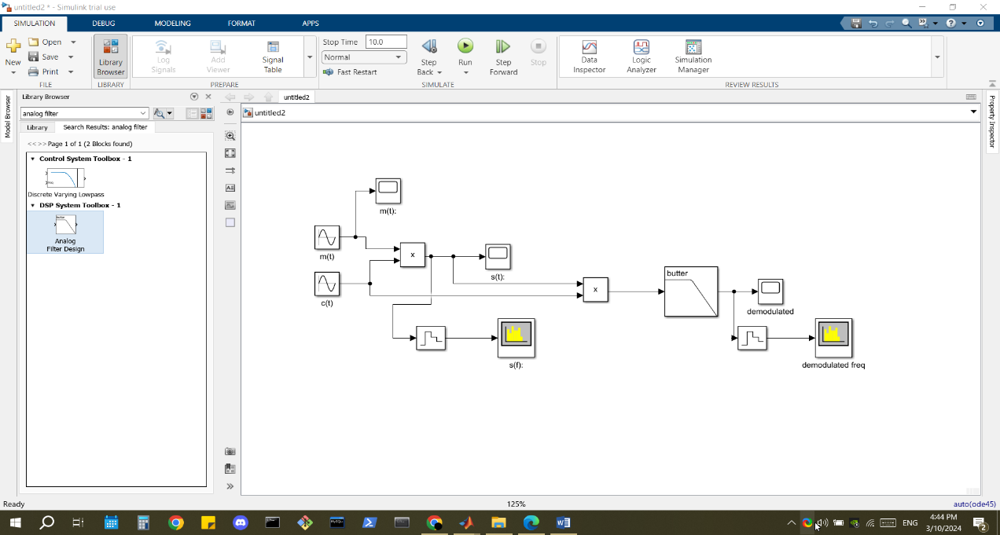 untitled2 * - Simulink trial use
SIMULATION DEBUG MODELING FORMAT APPS
New
Open
Save
Print
FILE
Library
Browser
LIBRARY
Log
Signals
Add
Viewer
Signal
Table
PREPARE
Stop Time 10.0
Normal
Fast Restart
Step
Back
Run
Step
Forward
Stop
SIMULATE
Data
Inspector
Logic
Analyzer
Simulation
Manager
REVIEW RESULTS
Model Browser
Library Browser
analog filter
Library Search Results: analog filter
<< >> Page 1 of 1 (2 Blocks found)
Control System Toolbox - 1
Discrete Varying Lowpass
DSP System Toolbox - 1
butter
Analog
Filter Design
untitled2
untitled2
Property Inspector
m(t):
m(t)
x
s(t):
c(t)
x
butter
demodulated
s(f):
demodulated freq
Ready 125% auto(ode45)
ENG
4:44 PM
3/10/2024
2